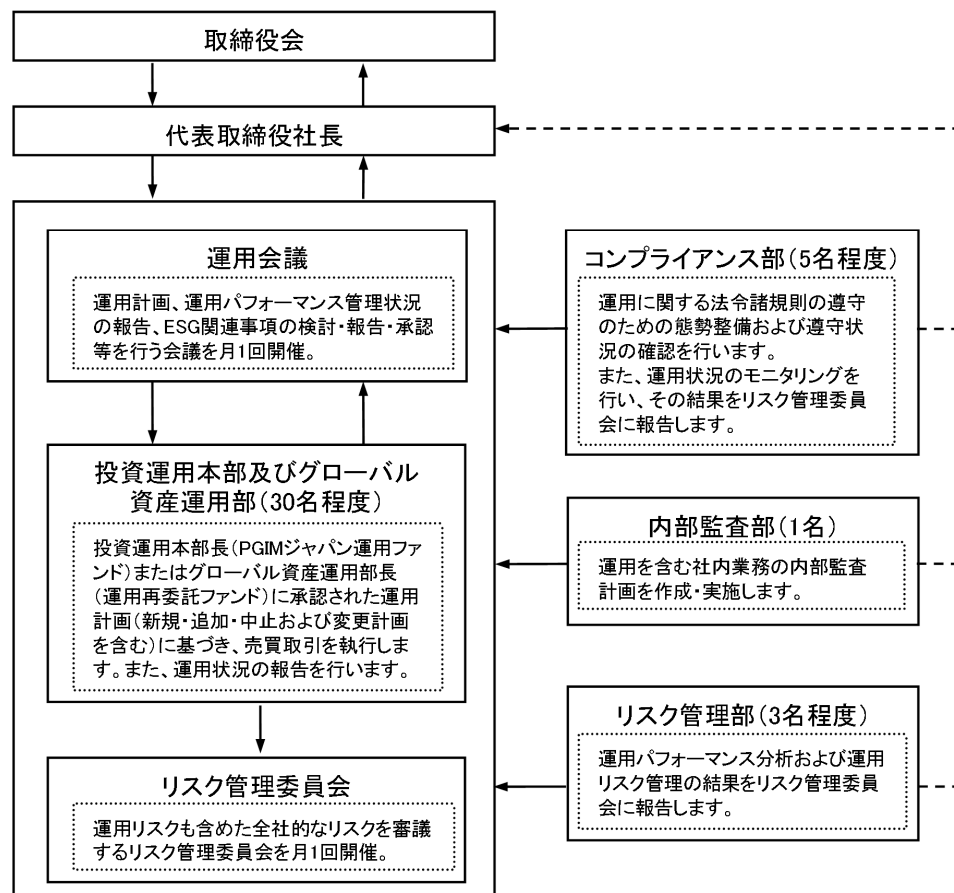 取締役会
代表取締役社長
運用会議
運用計画、運用パフォーマンス管理状況
の報告、ESG関連事項の検討・報告・承認
等を行う会議を月1回開催。
投資運用本部及びグローバル
資産運用部(30名程度)
投資運用本部長(PGIMジャパン運用ファ
ンド)またはグローバル資産運用部長
(運用再委託ファンド)に承認された運用
計画(新規・追加・中止および変更計画
を含む)に基づき、売買取引を執行しま
す。また、運用状況の報告を行います。
リスク管理委員会
運用リスクも含めた全社的なリスクを審議
するリスク管理委員会を月1回開催。
コンプライアンス部(5名程度)
運用に関する法令諸規則の遵守
のための態勢整備および遵守状
況の確認を行います。
また、運用状況のモニタリングを
行い、その結果をリスク管理委員
会に報告します。
内部監査部(1名)
運用を含む社内業務の内部監査
計画を作成・実施します。
リスク管理部(3名程度)
運用パフォーマンス分析および運用
リスク管理の結果をリスク管理委員
会に報告します。